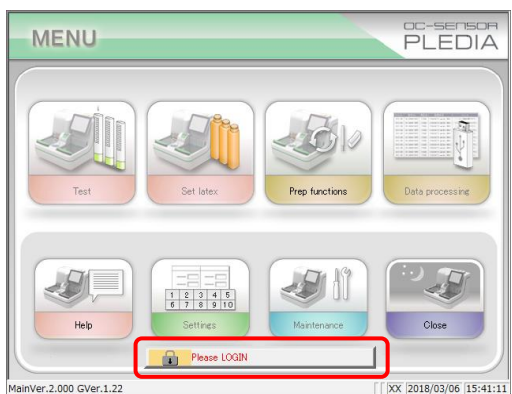 MENU
OC-SENSOR
PLEDIA
Test
Set latex
Prep functions
Data processing
1 2 3 4 5
6 7 8 9 10
Help
Settings
Maintenance
Close
Please LOGIN
MainVer.2.000 GVer.1.22
XX 2018/03/06 15:41:11